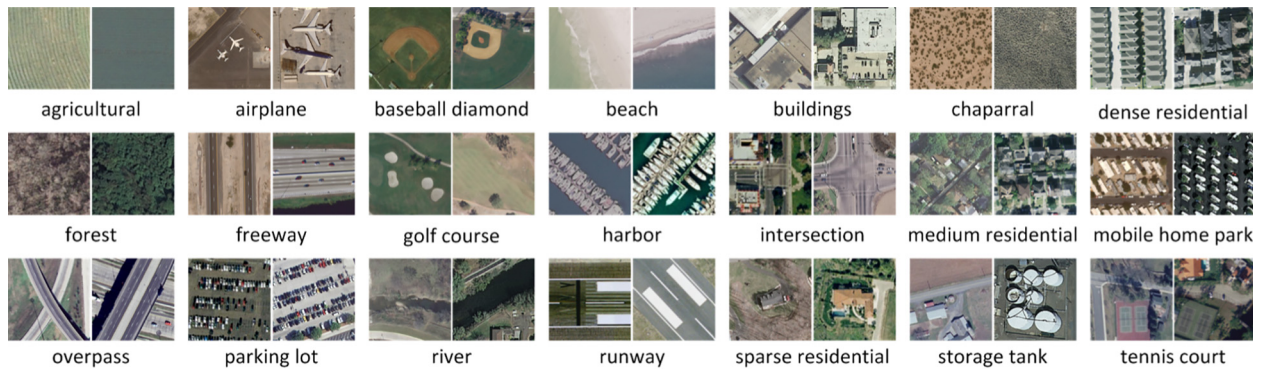 agricultural
airplane
baseball diamond
beach
buildings
chaparral
dense residential
forest
freeway
golf course
harbor
intersection
medium residential
mobile home park
overpass
parking lot
river
runway
sparse residential
storage tank
tennis court